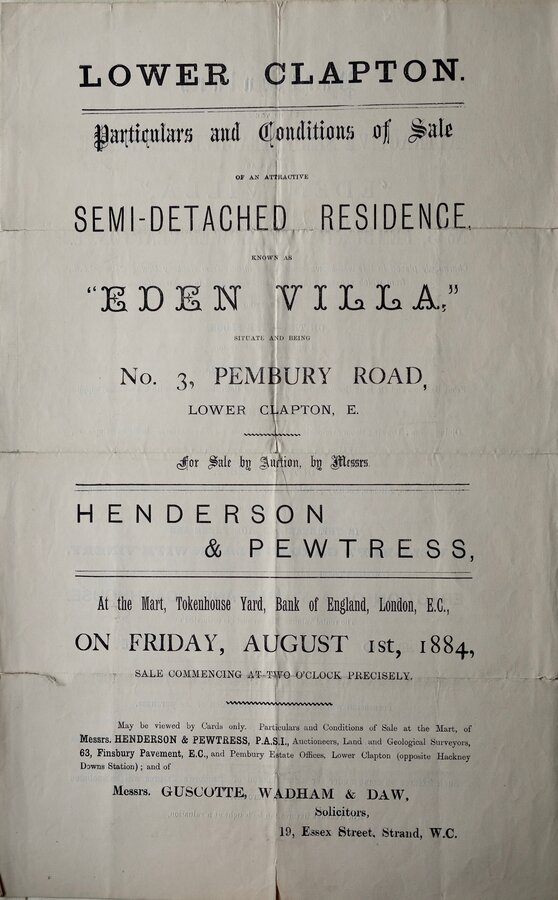 LOWER CLAPTON.
Particulars and Conditions of Sale
OF AN ATTRACTIVE
SEMI-DETACHED RESIDENCE,
KNOWN AS
“EDEN VILLA,”
SITUATE AND BEING
No. 3, PEMBURY ROAD,
LOWER CLAPTON, E.
For Sale by Auction, by Messrs.
HENDERSON
& PEWTRESS,
At the Mart, Tokenhouse Yard, Bank of England, London, E.C.,
ON FRIDAY, AUGUST 1st, 1884,
SALE COMMENCING AT TWO O'CLOCK PRECISELY.
May be viewed by Cards only. Particulars and Conditions of Sale at the Mart, of
Messrs. HENDERSON & PEWTRESS, P.A.S.I., Auctioneers, Land and Geological Surveyors,
63, Finsbury Pavement, E.C., and Pembury Estate Offices, Lower Clapton (opposite Hackney
Downs Station) ; and of
Messrs. GUSCOTTE, WADHAM & DAW,
Solicitors,
19, Essex Street, Strand, W.C.